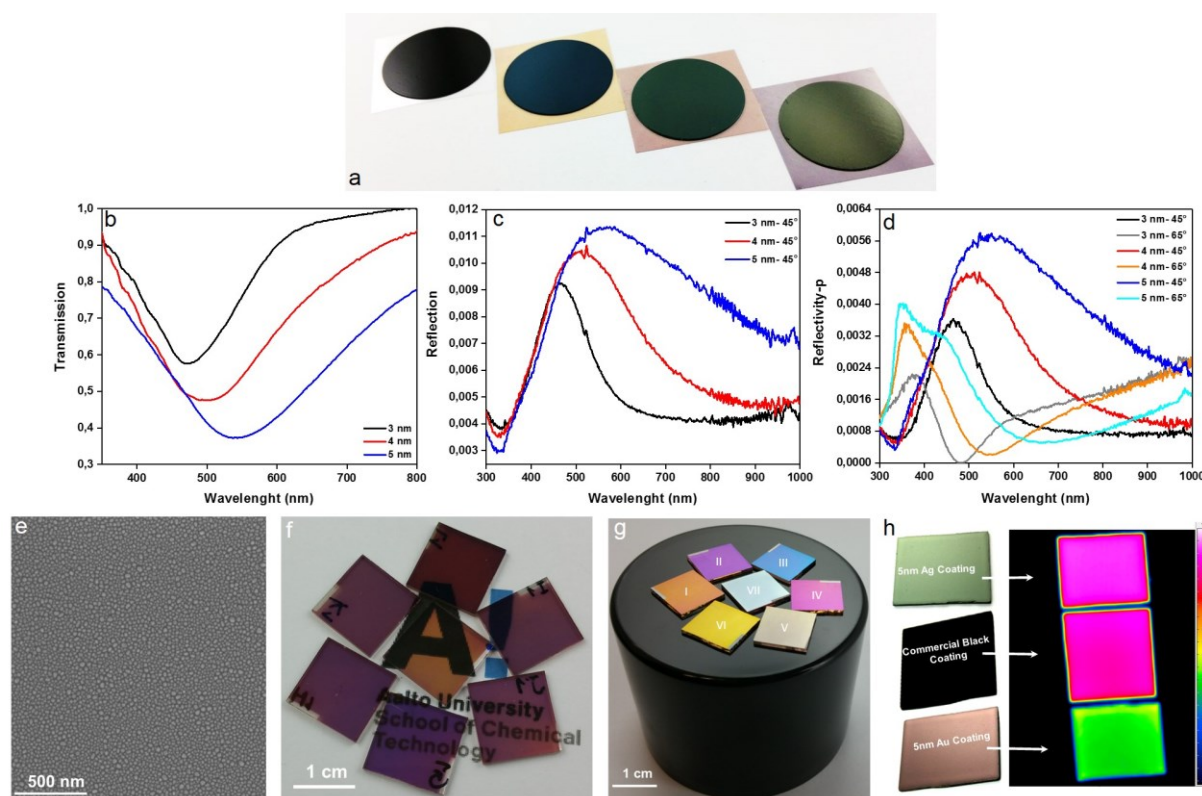 a
b
1,0
0,9
0,8
0,7
0,6
0,5
0,4
0,3
Transmission
400
500
600
700
800
Wavelenght (nm)
3 nm
4 nm
5 nm
c
0,012
0,011
0,010
0,009
0,008
0,007
0,006
0,005
0,004
0,003
Reflection
300
400
500
600
700
800
900
1000
Wavelenght (nm)
3 nm- 45°
4 nm- 45°
5 nm- 45°
d
0,0064
0,0056
0,0048
0,0040
0,0032
0,0024
0,0016
0,0008
0,0000
Reflectivity-p
300
400
500
600
700
800
900
1000
Wavelenght (nm)
3 nm- 45°
3 nm- 65°
4 nm- 45°
4 nm- 65°
5 nm- 45°
5 nm- 65°
e
500 nm
f
A!
J1
K2
H1
J1
Aalto University
School of Chemical
Technology
1 cm
g
II
III
I
VII
IV
VI
V
1 cm
h
5nm Ag Coating
Commercial Black
Coating
5nm Au Coating